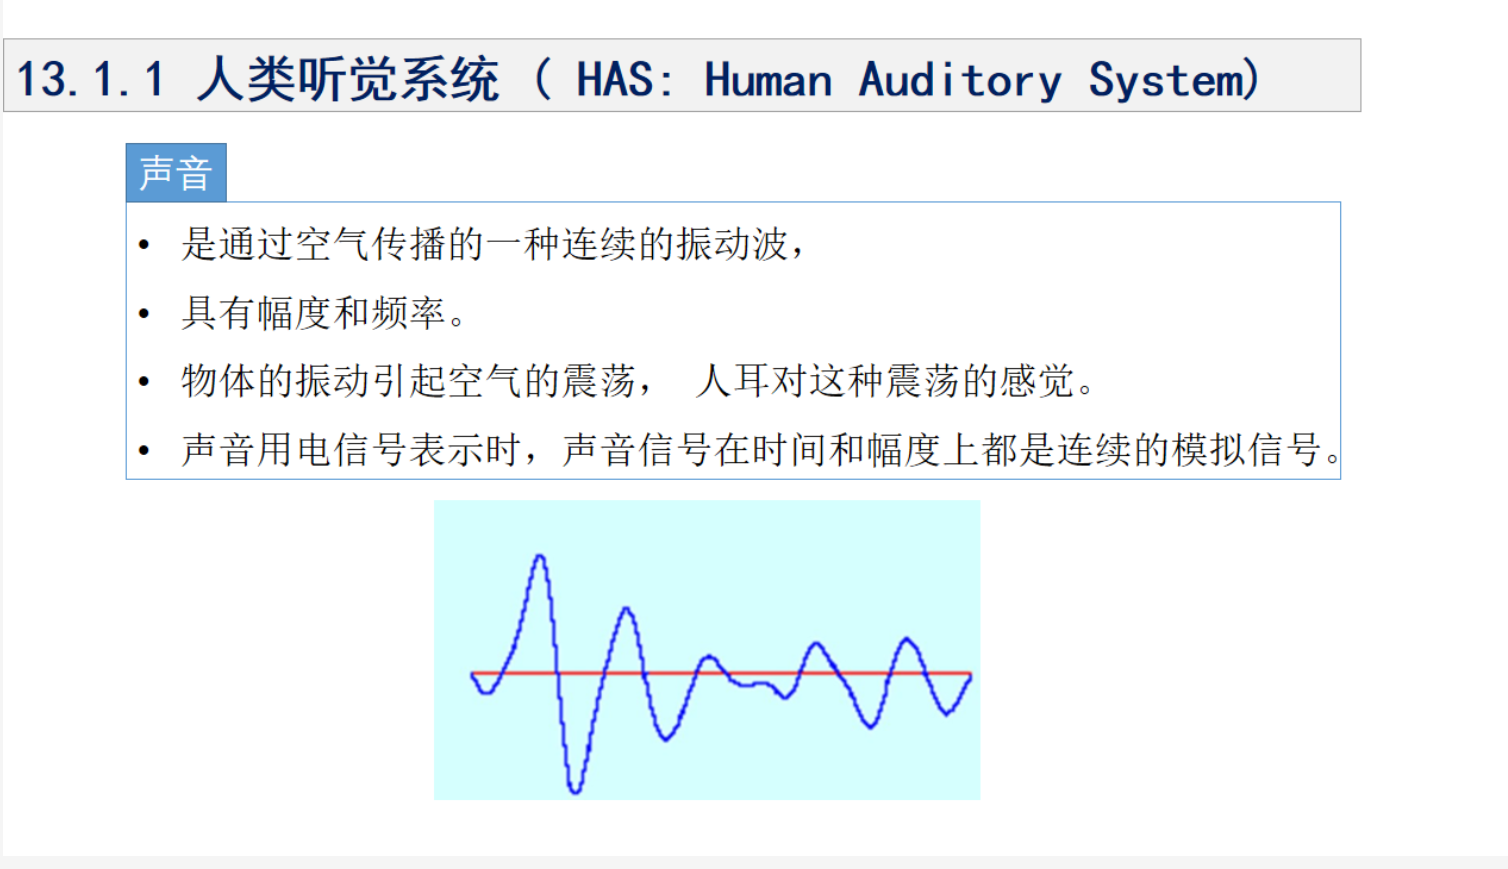 13.1.1 人类听觉系统 ( HAS: Human Auditory System)
声音
• 是通过空气传播的一种连续的振动波，
• 具有幅度和频率。
• 物体的振动引起空气的震荡， 人耳对这种震荡的感觉。
• 声音用电信号表示时，声音信号在时间和幅度上都是连续的模拟信号。